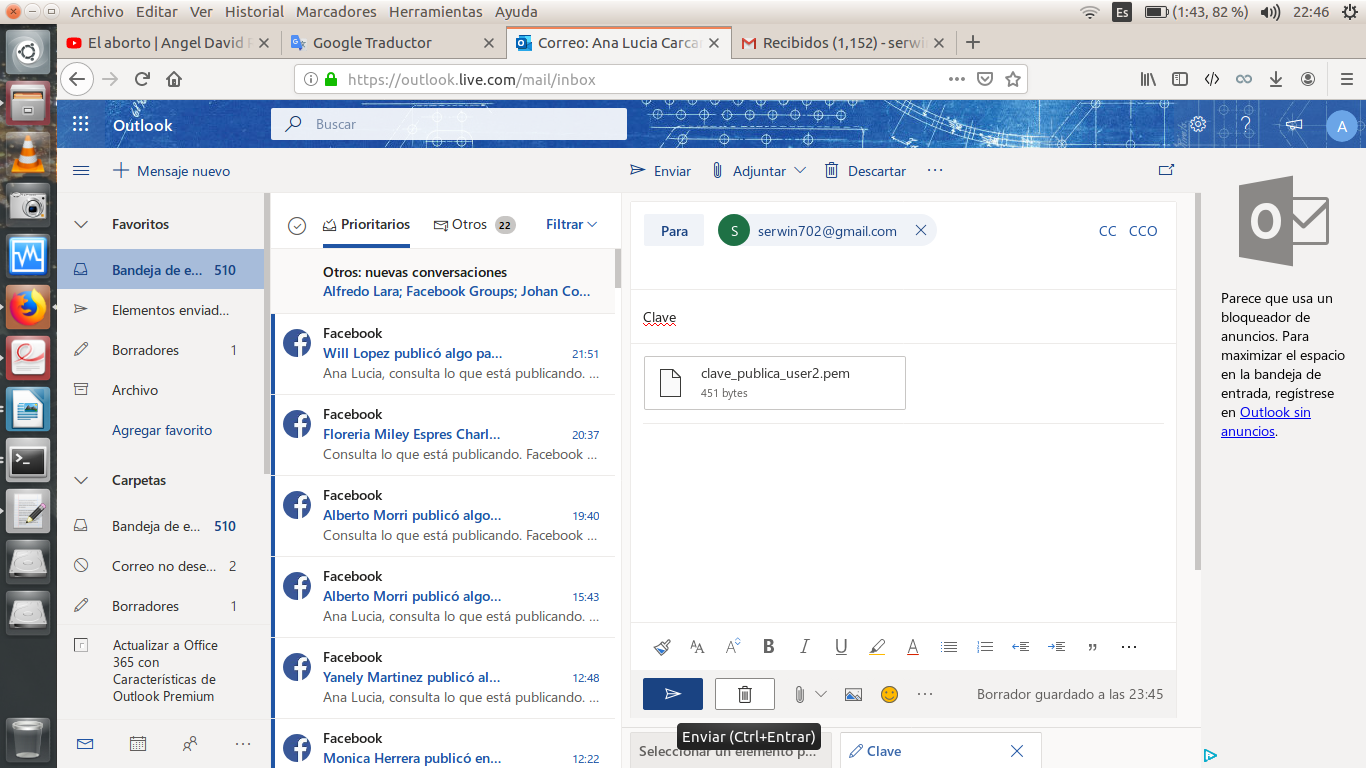 Archivo Editar Ver Historial Marcadores Herramientas Ayuda
Es (1:43, 82 %) 22:46
El aborto | Angel David
Google Traductor
Correo: Ana Lucia Carca
Recibidos (1,152) - serwi
https://outlook.live.com/mail/inbox
Outlook
Buscar
A
Mensaje nuevo
Enviar Adjuntar Descartar
Favoritos
Bandeja de e... 510
Elementos enviad...
Borradores 1
Archivo
Agregar favorito
Carpetas
Bandeja de e... 510
Correo no dese... 2
Borradores 1
Actualizar a Office
365 con
Características de
Outlook Premium
Prioritarios Otros 22 Filtrar
Otros: nuevas conversaciones
Alfredo Lara; Facebook Groups; Johan Co...
Facebook
Will Lopez publicó algo pa... 21:51
Ana Lucia, consulta lo que está publicando. ...
Facebook
Floreria Miley Espres Charl... 20:37
Consulta lo que está publicando. Facebook ...
Facebook
Alberto Morri publicó algo... 19:40
Consulta lo que está publicando. Facebook ...
Facebook
Alberto Morri publicó algo... 15:43
Ana Lucia, consulta lo que está publicando. ...
Facebook
Yanely Martinez publicó al... 12:48
Ana Lucia, consulta lo que está publicando. ...
Facebook
Monica Herrera publicó en... 12:22
Para S serwin702@gmail.com CC CCO
Clave
clave_publica_user2.pem
451 bytes
Borrador guardado a las 23:45
Enviar (Ctrl+Entrar)
Seleccionar un elemento p...
Clave
Parece que usa un
bloqueador de
anuncios. Para
maximizar el espacio
en la bandeja de
entrada, regístrese
en Outlook sin
anuncios.